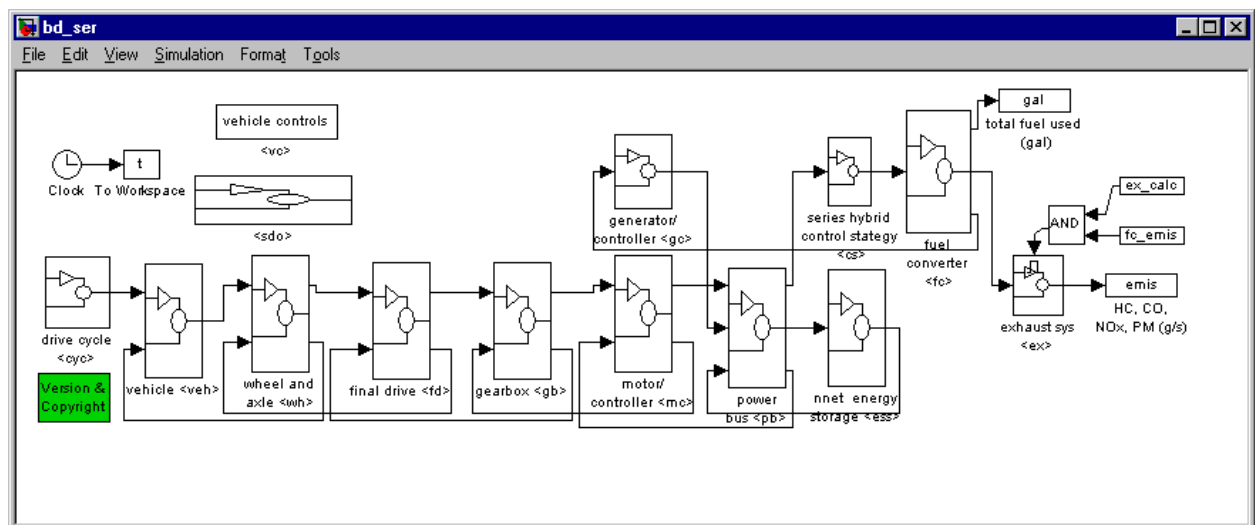 bd_ser
File Edit View Simulation Format Tools
vehicle controls
<vc>
t
Clock To Workspace
<sdo>
gal
total fuel used
(gal)
generator/
controller <gc>
series hybrid
control stategy
<cs>
fuel
converter
<fc>
ex_calc
AND
fc_emis
emis
HC, CO,
NOx, PM (g/s)
exhaust sys
<ex>
drive cycle
<cyc>
vehicle <veh>
wheel and
axle <wh>
final drive <fd>
gearbox <gb>
motor/
controller <mc>
power
bus <pb>
nnet energy
storage <ess>
Version &
Copyright